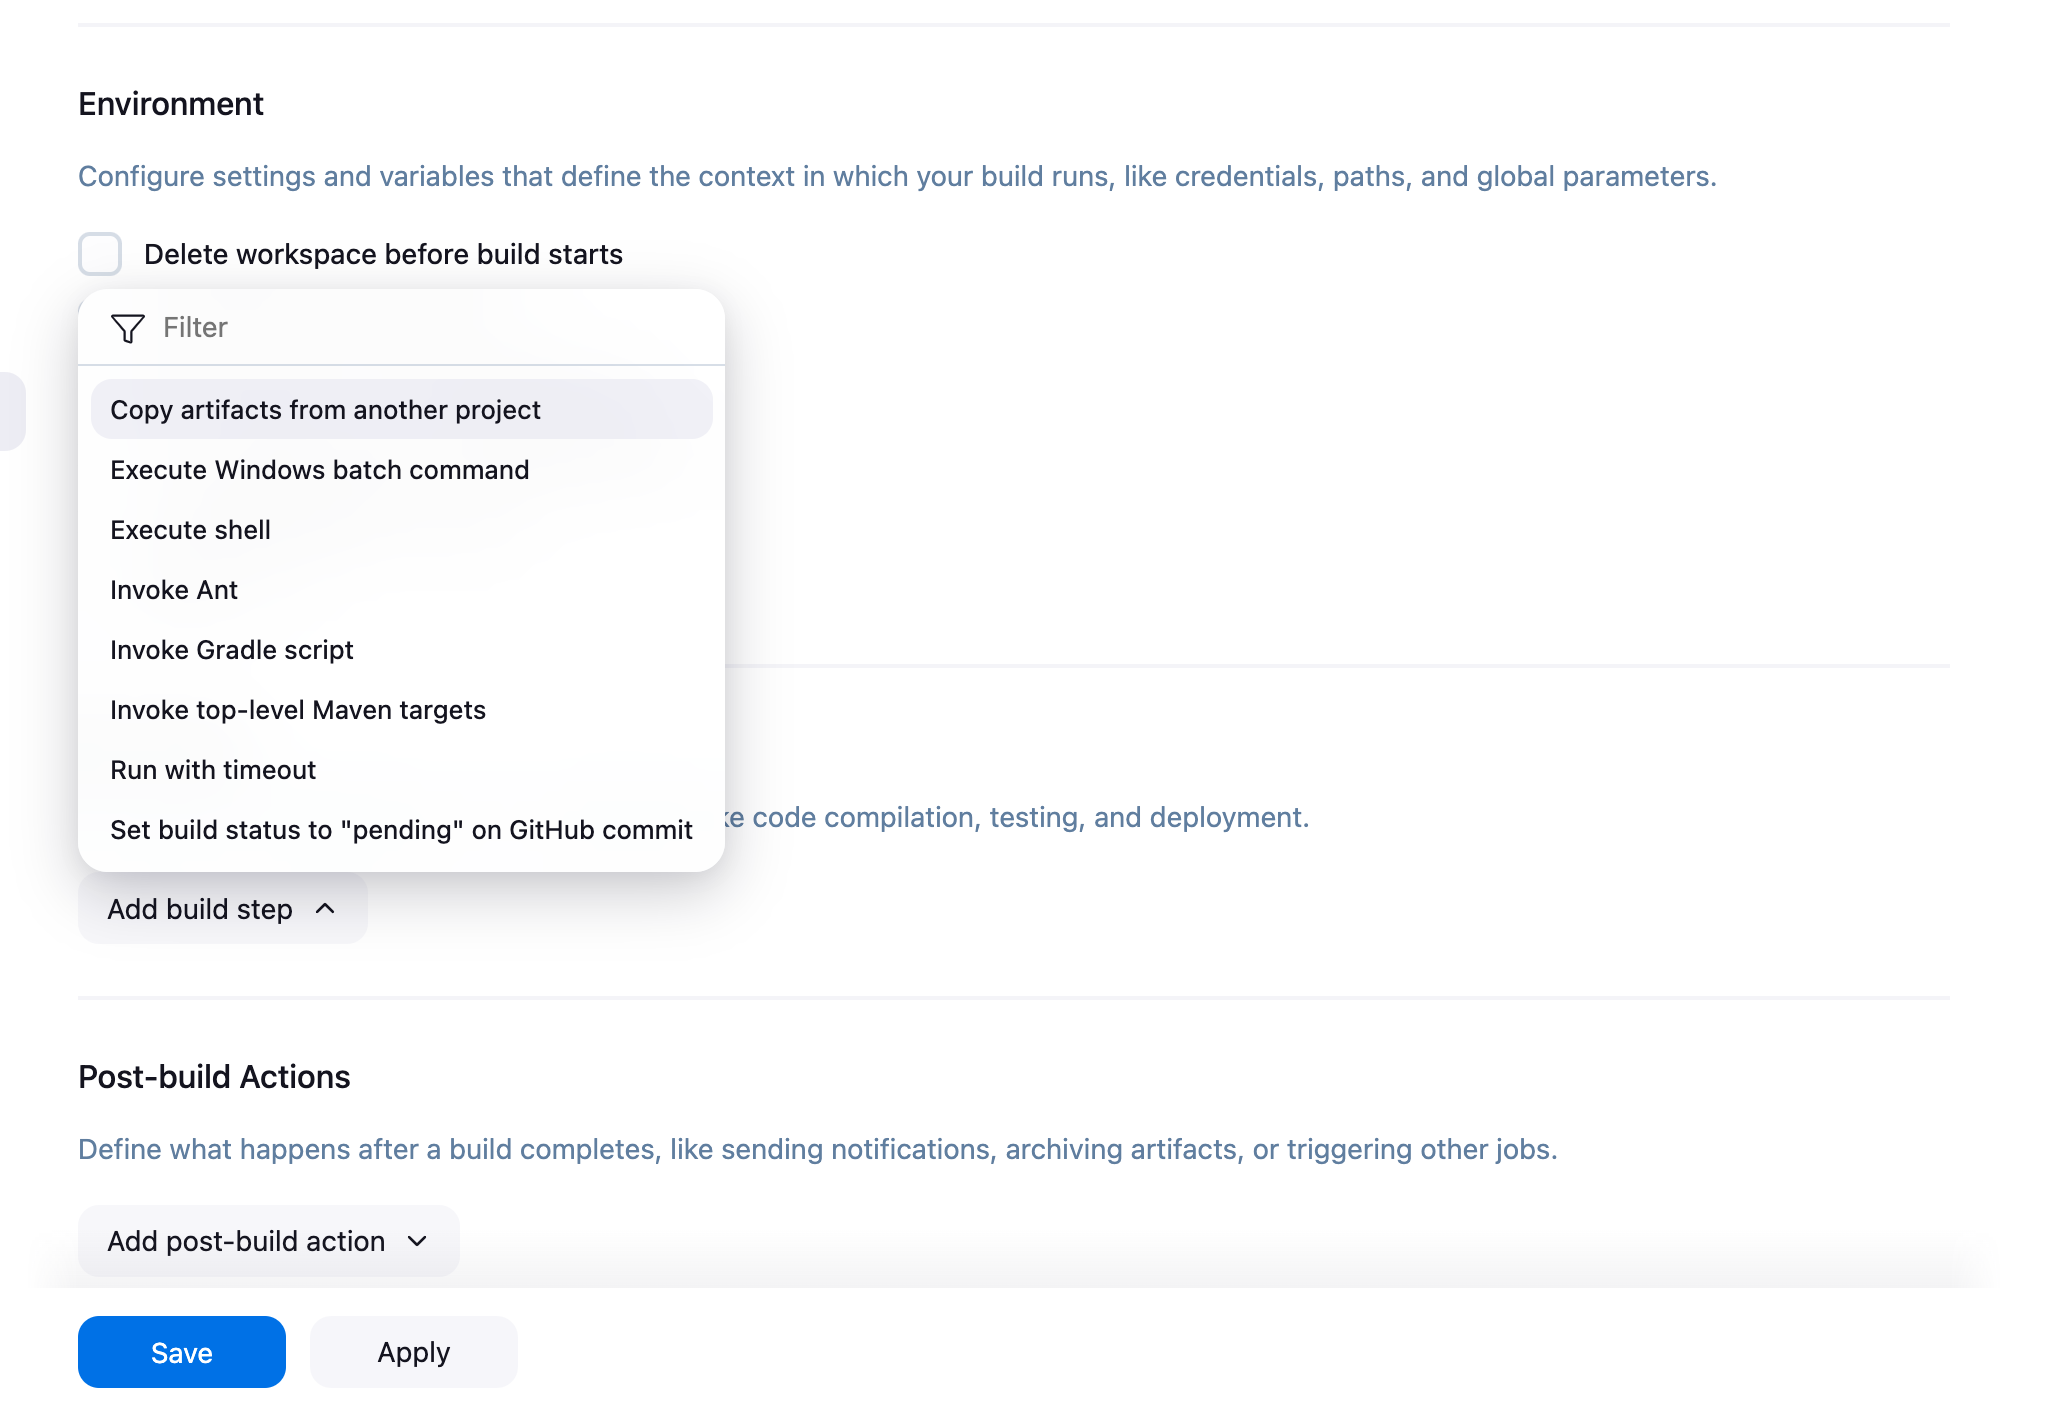 Environment
Configure settings and variables that define the context in which your build runs, like credentials, paths, and global parameters.
Delete workspace before build starts
Filter
Copy artifacts from another project
Execute Windows batch command
Execute shell
Invoke Ant
Invoke Gradle script
Invoke top-level Maven targets
Run with timeout
Set build status to "pending" on GitHub commit
code compilation, testing, and deployment.
Add build step
Post-build Actions
Define what happens after a build completes, like sending notifications, archiving artifacts, or triggering other jobs.
Add post-build action
Save
Apply